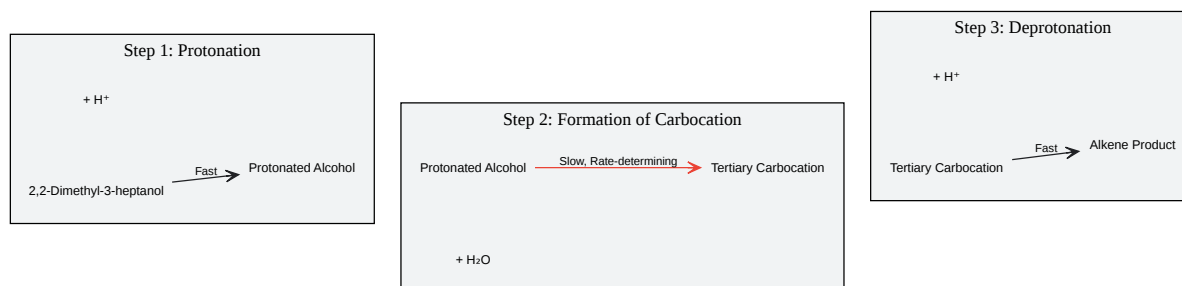 Step 1: Protonation
+ H⁺
Fast
Protonated Alcohol
2,2-Dimethyl-3-heptanol
Step 2: Formation of Carbocation
Protonated Alcohol
Slow, Rate-determining
Tertiary Carbocation
+ H₂O
Step 3: Deprotonation
+ H⁺
Fast
Alkene Product
Tertiary Carbocation